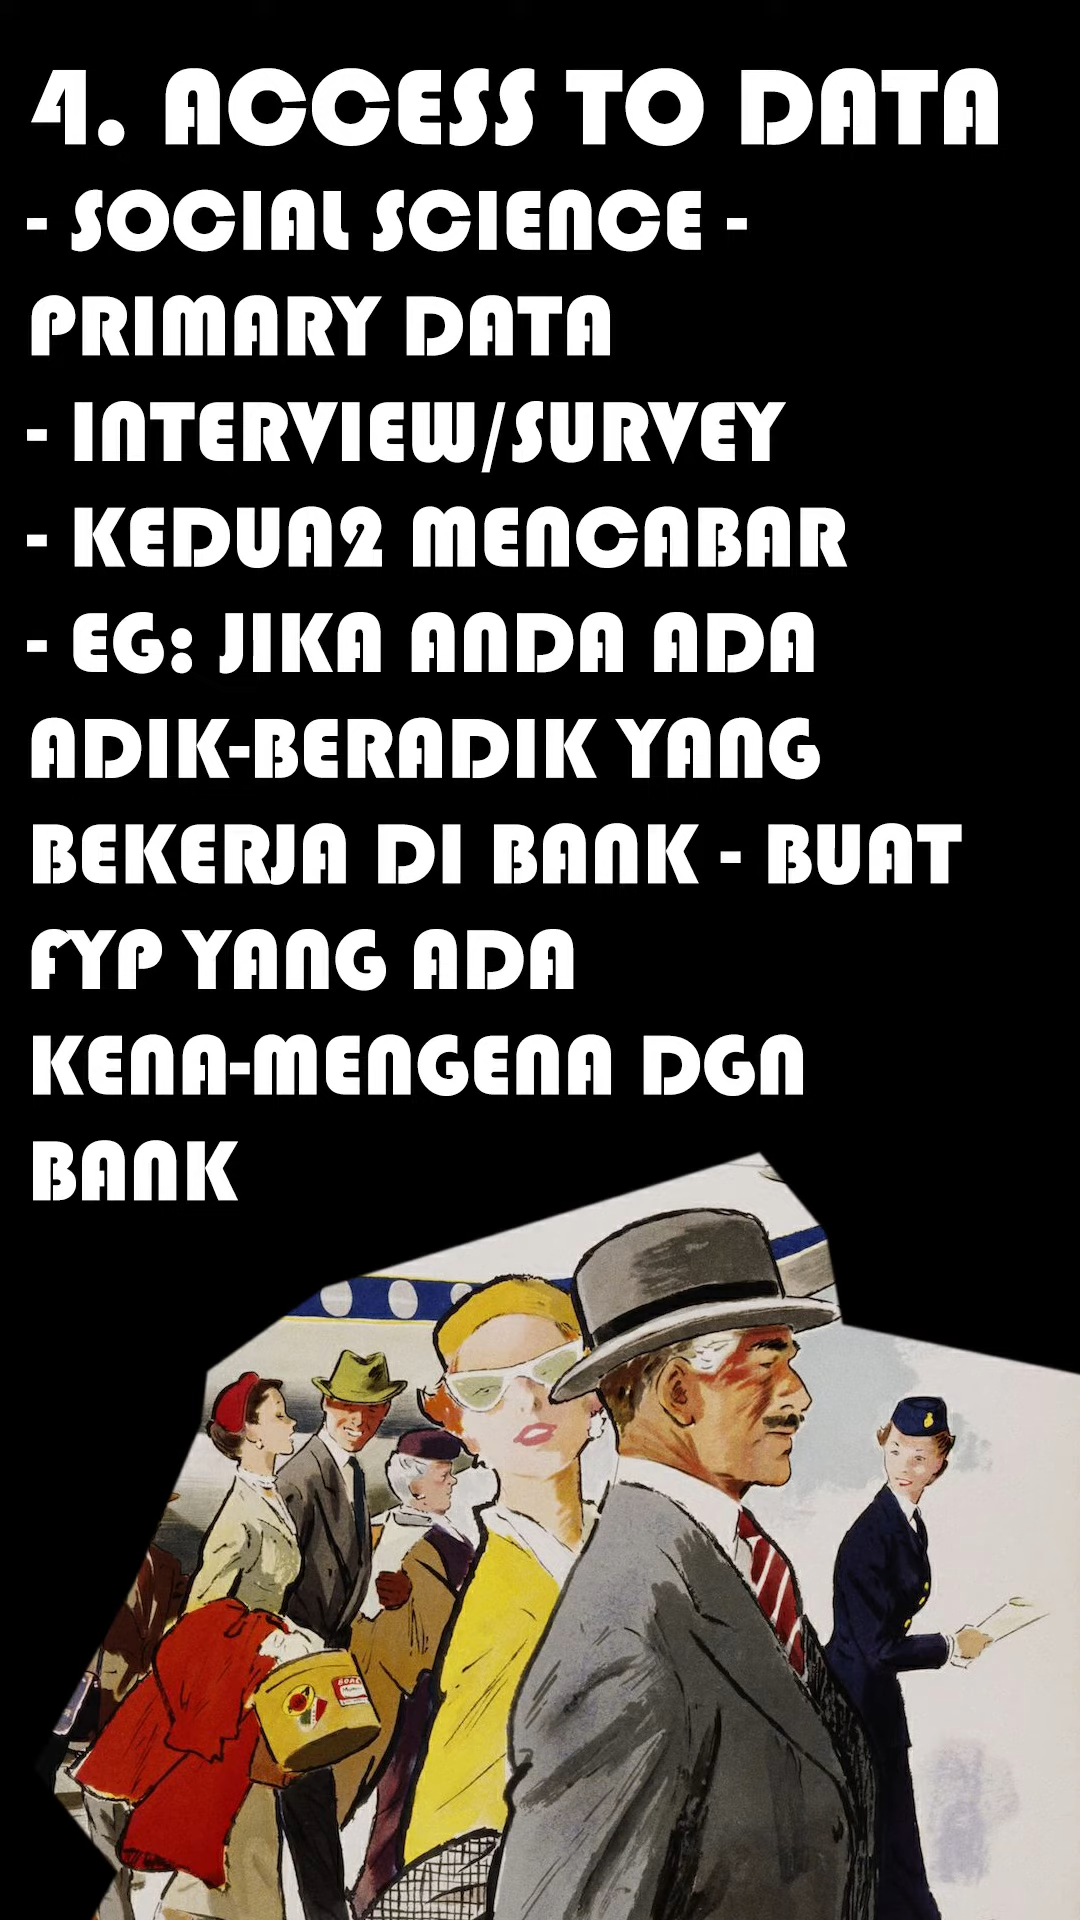 4. ACCESS TO DATA
- SOCIAL SCIENCE -
PRIMARY DATA
- INTERVIEW/SURVEY
- KEDUA2 MENCABAR
- EG: JIKA ANDA ADA
ADIK-BERADIK YANG
BEKERJA DI BANK - BUAT
FYP YANG ADA
KENA-MENGENA DGN
BANK